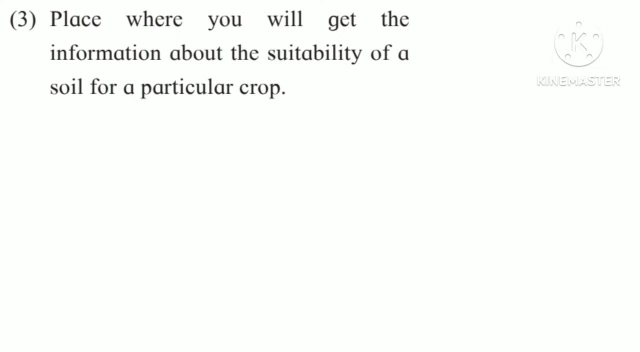 (3) Place where you will get the
information about the suitability of a
soil for a particular crop.
KINEMASTER